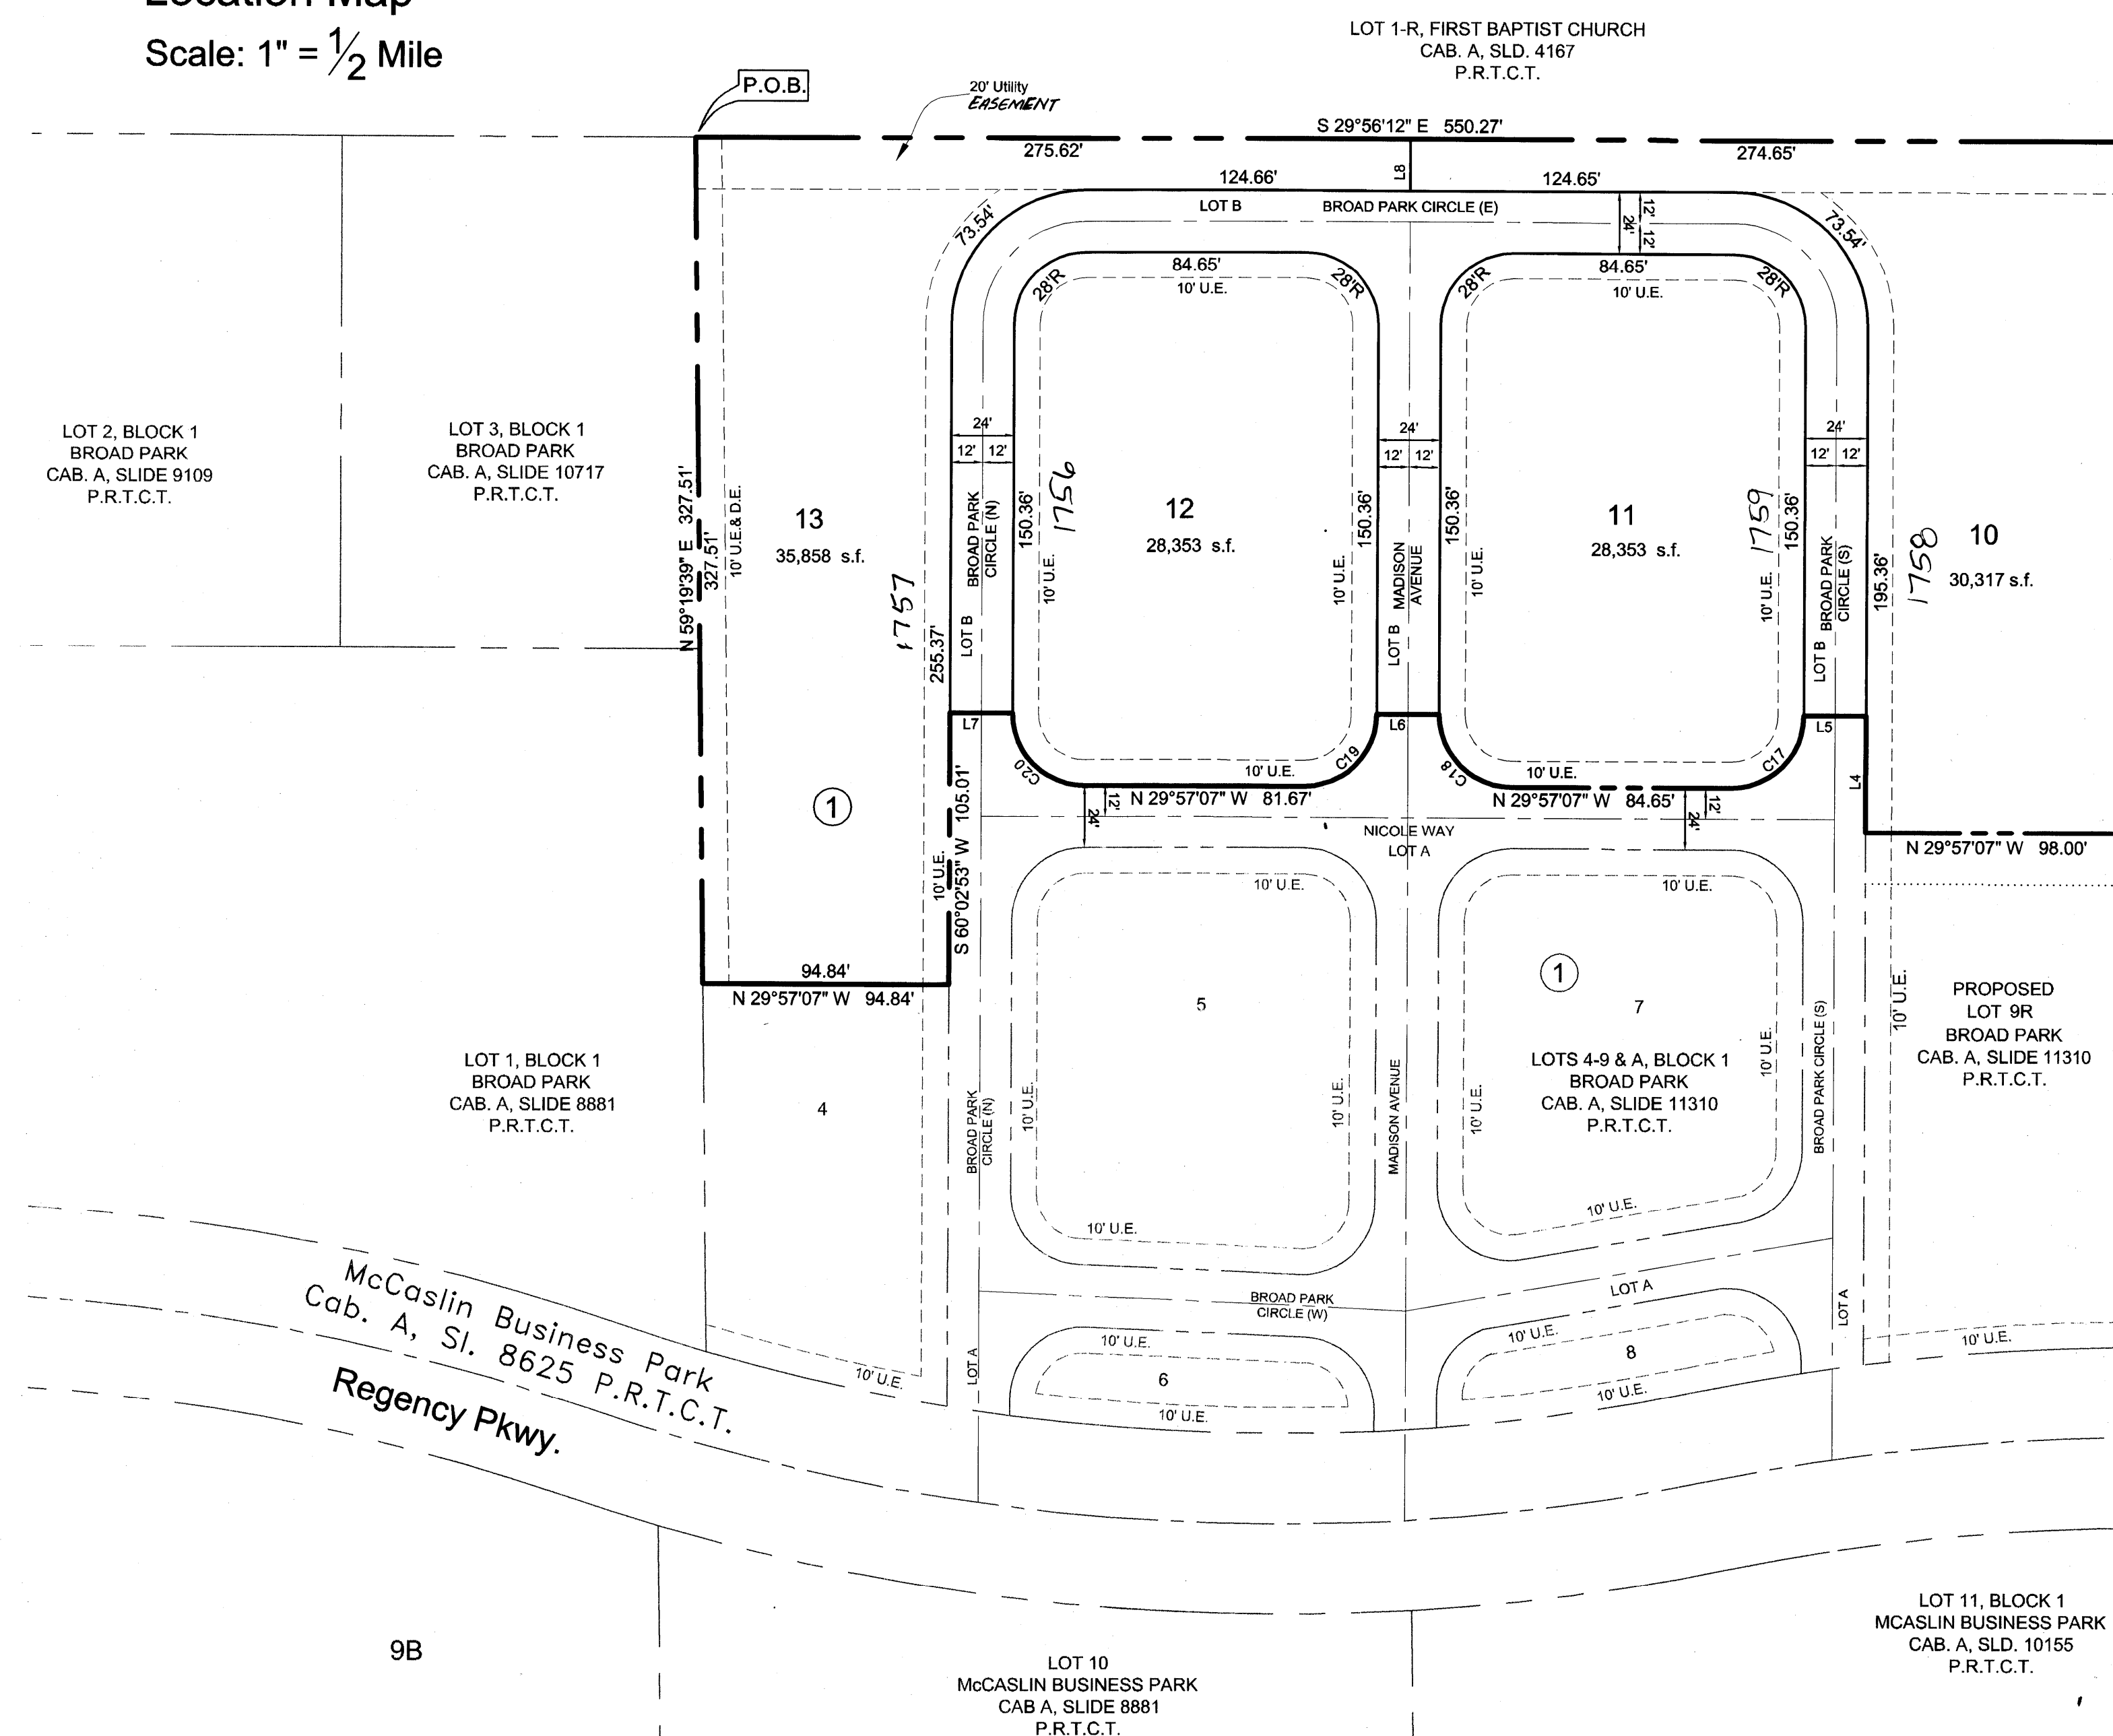 Location Map
Scale: 1" = 1/2 Mile
LOT 1-R, FIRST BAPTIST CHURCH
CAB. A, SLD. 4167
P.R.T.C.T.
P.O.B.
20' Utility
EASEMENT
S 29°56'12" E 550.27'
275.62'
274.65'
L8
124.66'
124.65'
LOT B
BROAD PARK CIRCLE (E)
73.54'
73.54'
24'
12'
12'
84.65'
84.65'
28'R
28'R
28'R
28'R
10' U.E.
10' U.E.
LOT 2, BLOCK 1
BROAD PARK
CAB. A, SLIDE 9109
P.R.T.C.T.
LOT 3, BLOCK 1
BROAD PARK
CAB. A, SLIDE 10717
P.R.T.C.T.
N 59°19'39" E 327.51'
327.51'
10' U.E.& D.E.
13
35,858 s.f.
1757
255.37'
24'
12'
12'
BROAD PARK
CIRCLE (N)
LOT B
150.36'
10' U.E.
1756
12
28,353 s.f.
10' U.E.
150.36'
24'
12'
12'
MADISON
AVENUE
LOT B
150.36'
10' U.E.
11
28,353 s.f.
1759
10' U.E.
150.36'
24'
12'
12'
BROAD PARK
CIRCLE (S)
LOT B
195.36'
1758
10
30,317 s.f.
L7
L6
L5
L4
C20
C19
C18
C17
10' U.E.
10' U.E.
N 29°57'07" W 81.67'
N 29°57'07" W 84.65'
12'
24'
12'
24'
NICOLE WAY
LOT A
N 29°57'07" W 98.00'
1
10' U.E.
S 60°02'53" W 105.01'
94.84'
N 29°57'07" W 94.84'
10' U.E.
10' U.E.
5
1
7
LOTS 4-9 & A, BLOCK 1
BROAD PARK
CAB. A, SLIDE 11310
P.R.T.C.T.
PROPOSED
LOT 9R
BROAD PARK
CAB. A, SLIDE 11310
P.R.T.C.T.
10' U.E.
LOT 1, BLOCK 1
BROAD PARK
CAB. A, SLIDE 8881
P.R.T.C.T.
4
BROAD PARK
CIRCLE (N)
10' U.E.
10' U.E.
MADISON AVENUE
10' U.E.
10' U.E.
BROAD PARK CIRCLE (S)
10' U.E.
10' U.E.
BROAD PARK
CIRCLE (W)
LOT A
LOT A
LOT A
10' U.E.
10' U.E.
10' U.E.
10' U.E.
6
10' U.E.
8
10' U.E.
McCaslin Business Park
Cab. A, Sl. 8625 P.R.T.C.T.
Regency Pkwy.
9B
LOT 10
McCASLIN BUSINESS PARK
CAB A, SLIDE 8881
P.R.T.C.T.
LOT 11, BLOCK 1
MCASLIN BUSINESS PARK
CAB. A, SLD. 10155
P.R.T.C.T.